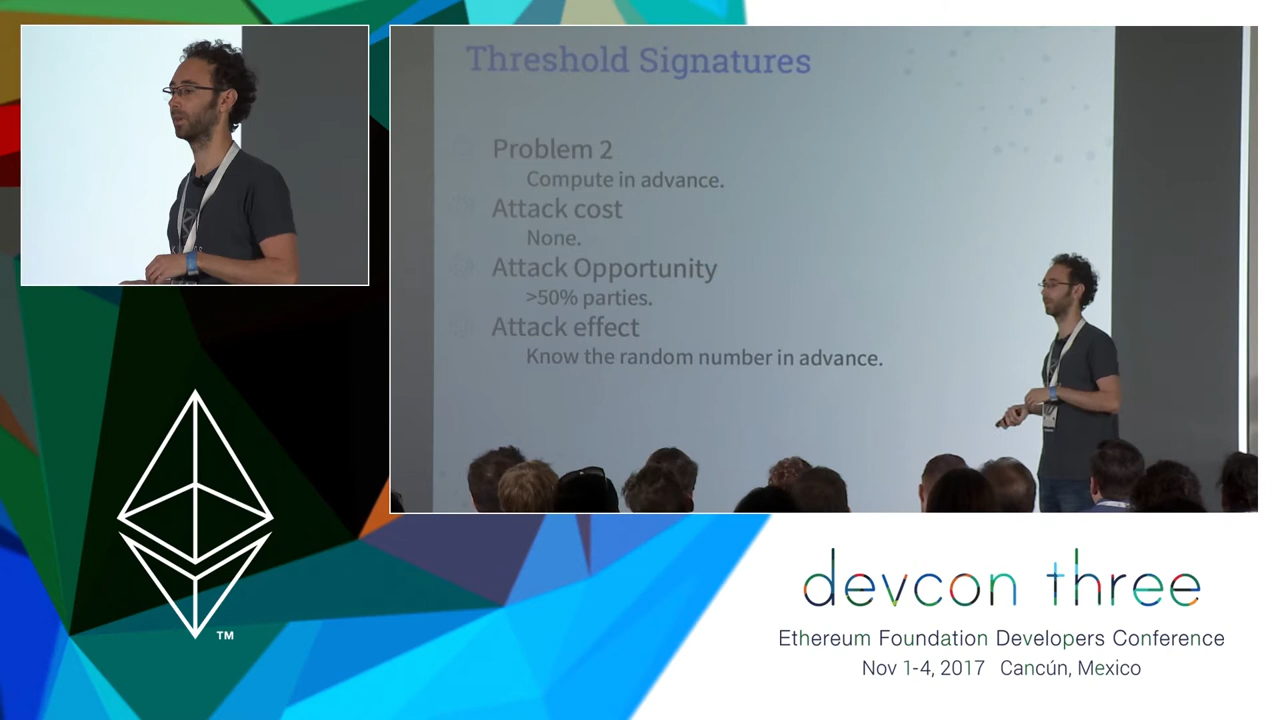 Threshold Signatures
Problem 2
Compute in advance.
Attack cost
None.
Attack Opportunity
>50% parties.
Attack effect
Know the random number in advance.
TM
devcon three
Ethereum Foundation Developers Conference
Nov 1-4, 2017 Cancún, Mexico